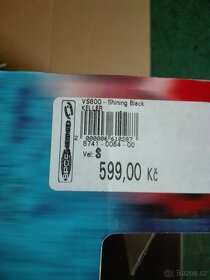 VS600 - Shining Black
KELLER
2 000006 610287
8741-0064-00
Vel: S
599,00 Kč
bazos.cz